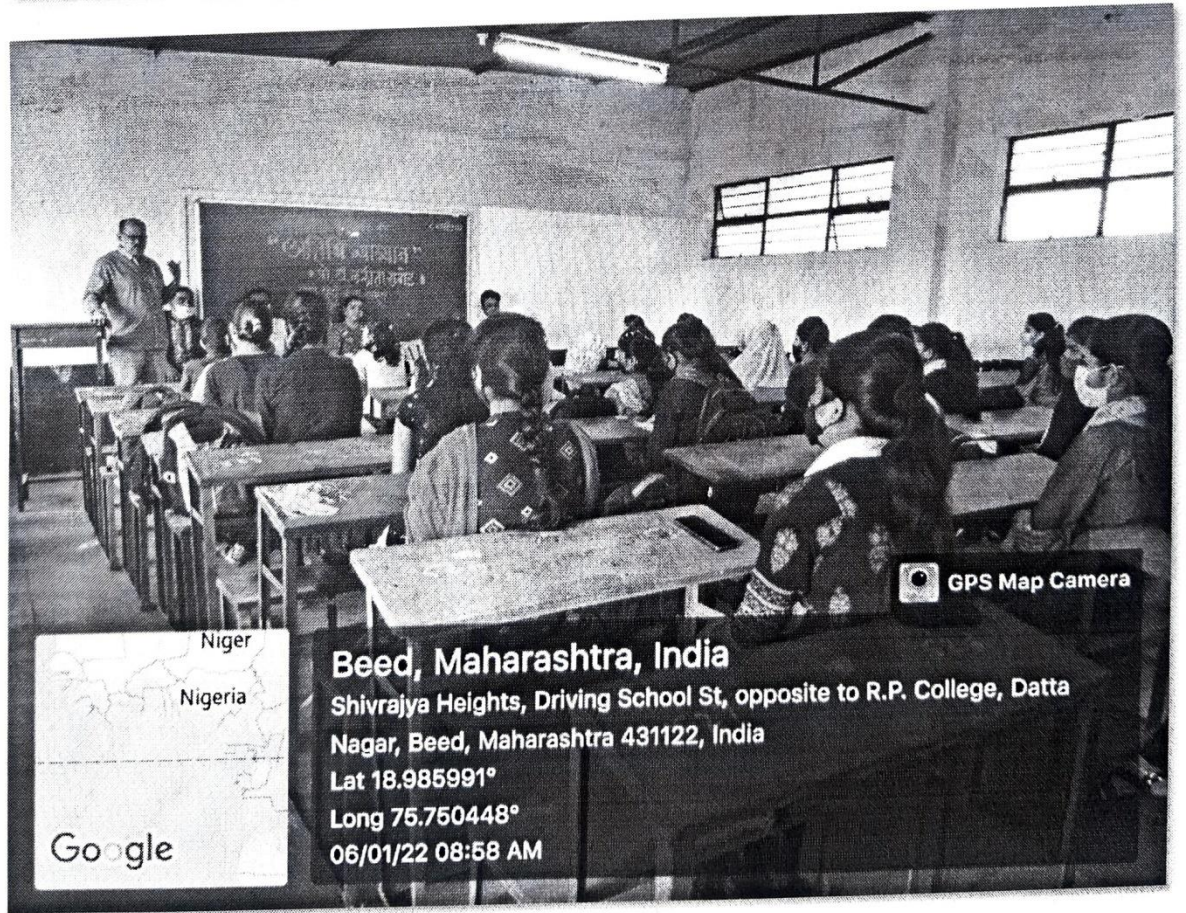 GPS Map Camera
Niger
Nigeria
Google
Beed, Maharashtra, India
Shivrajya Heights, Driving School St, opposite to R.P. College, Datta
Nagar, Beed, Maharashtra 431122, India
Lat 18.985991°
Long 75.750448°
06/01/22 08:58 AM